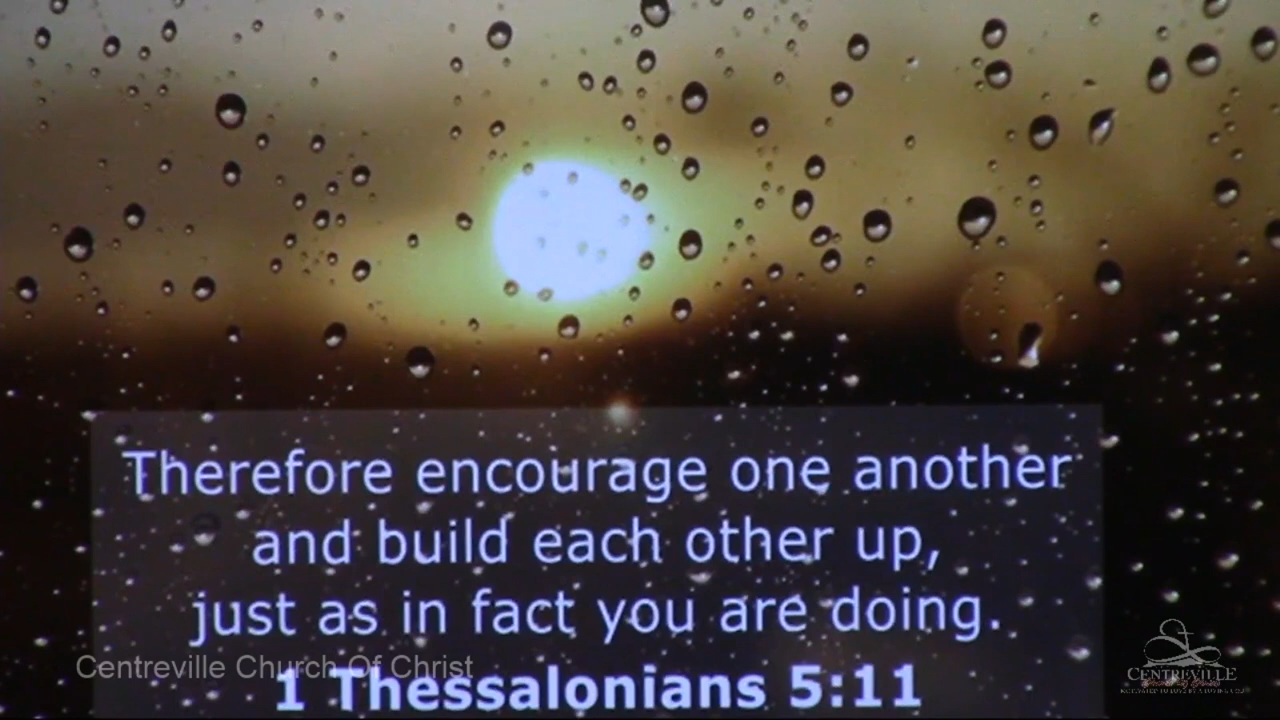 Therefore encourage one another
and build each other up,
just as in fact you are doing.
Centreville Church Of Christ
1 Thessalonians 5:11
CENTREVILLE